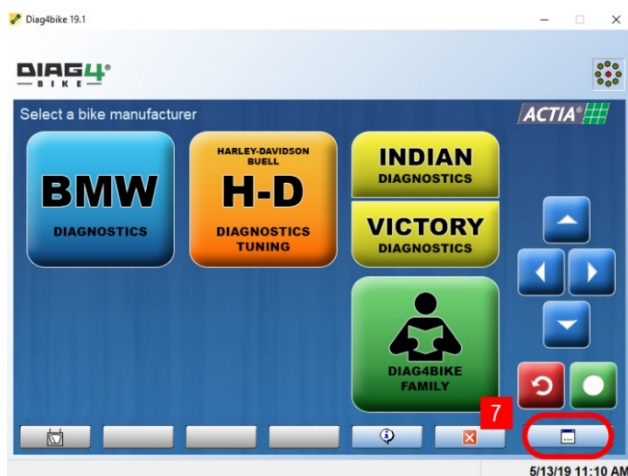 Diag4bike 19.1
DIAG4®
BIKE
Select a bike manufacturer
ACTIA®
BMW
DIAGNOSTICS
HARLEY-DAVIDSON
BUELL
H-D
DIAGNOSTICS
TUNING
INDIAN
DIAGNOSTICS
VICTORY
DIAGNOSTICS
DIAG4BIKE
FAMILY
7
5/13/19 11:10 AM